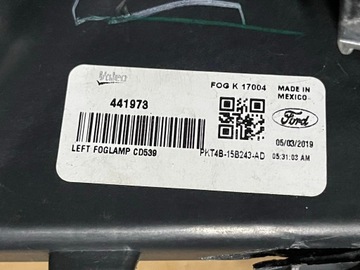 Valeo
FOG K 17004
MADE IN
MEXICO
441973
Ford
LEFT FOGLAMP CD539
PKT4B-15B243-AD
05/03/2019
05:31:03 AM